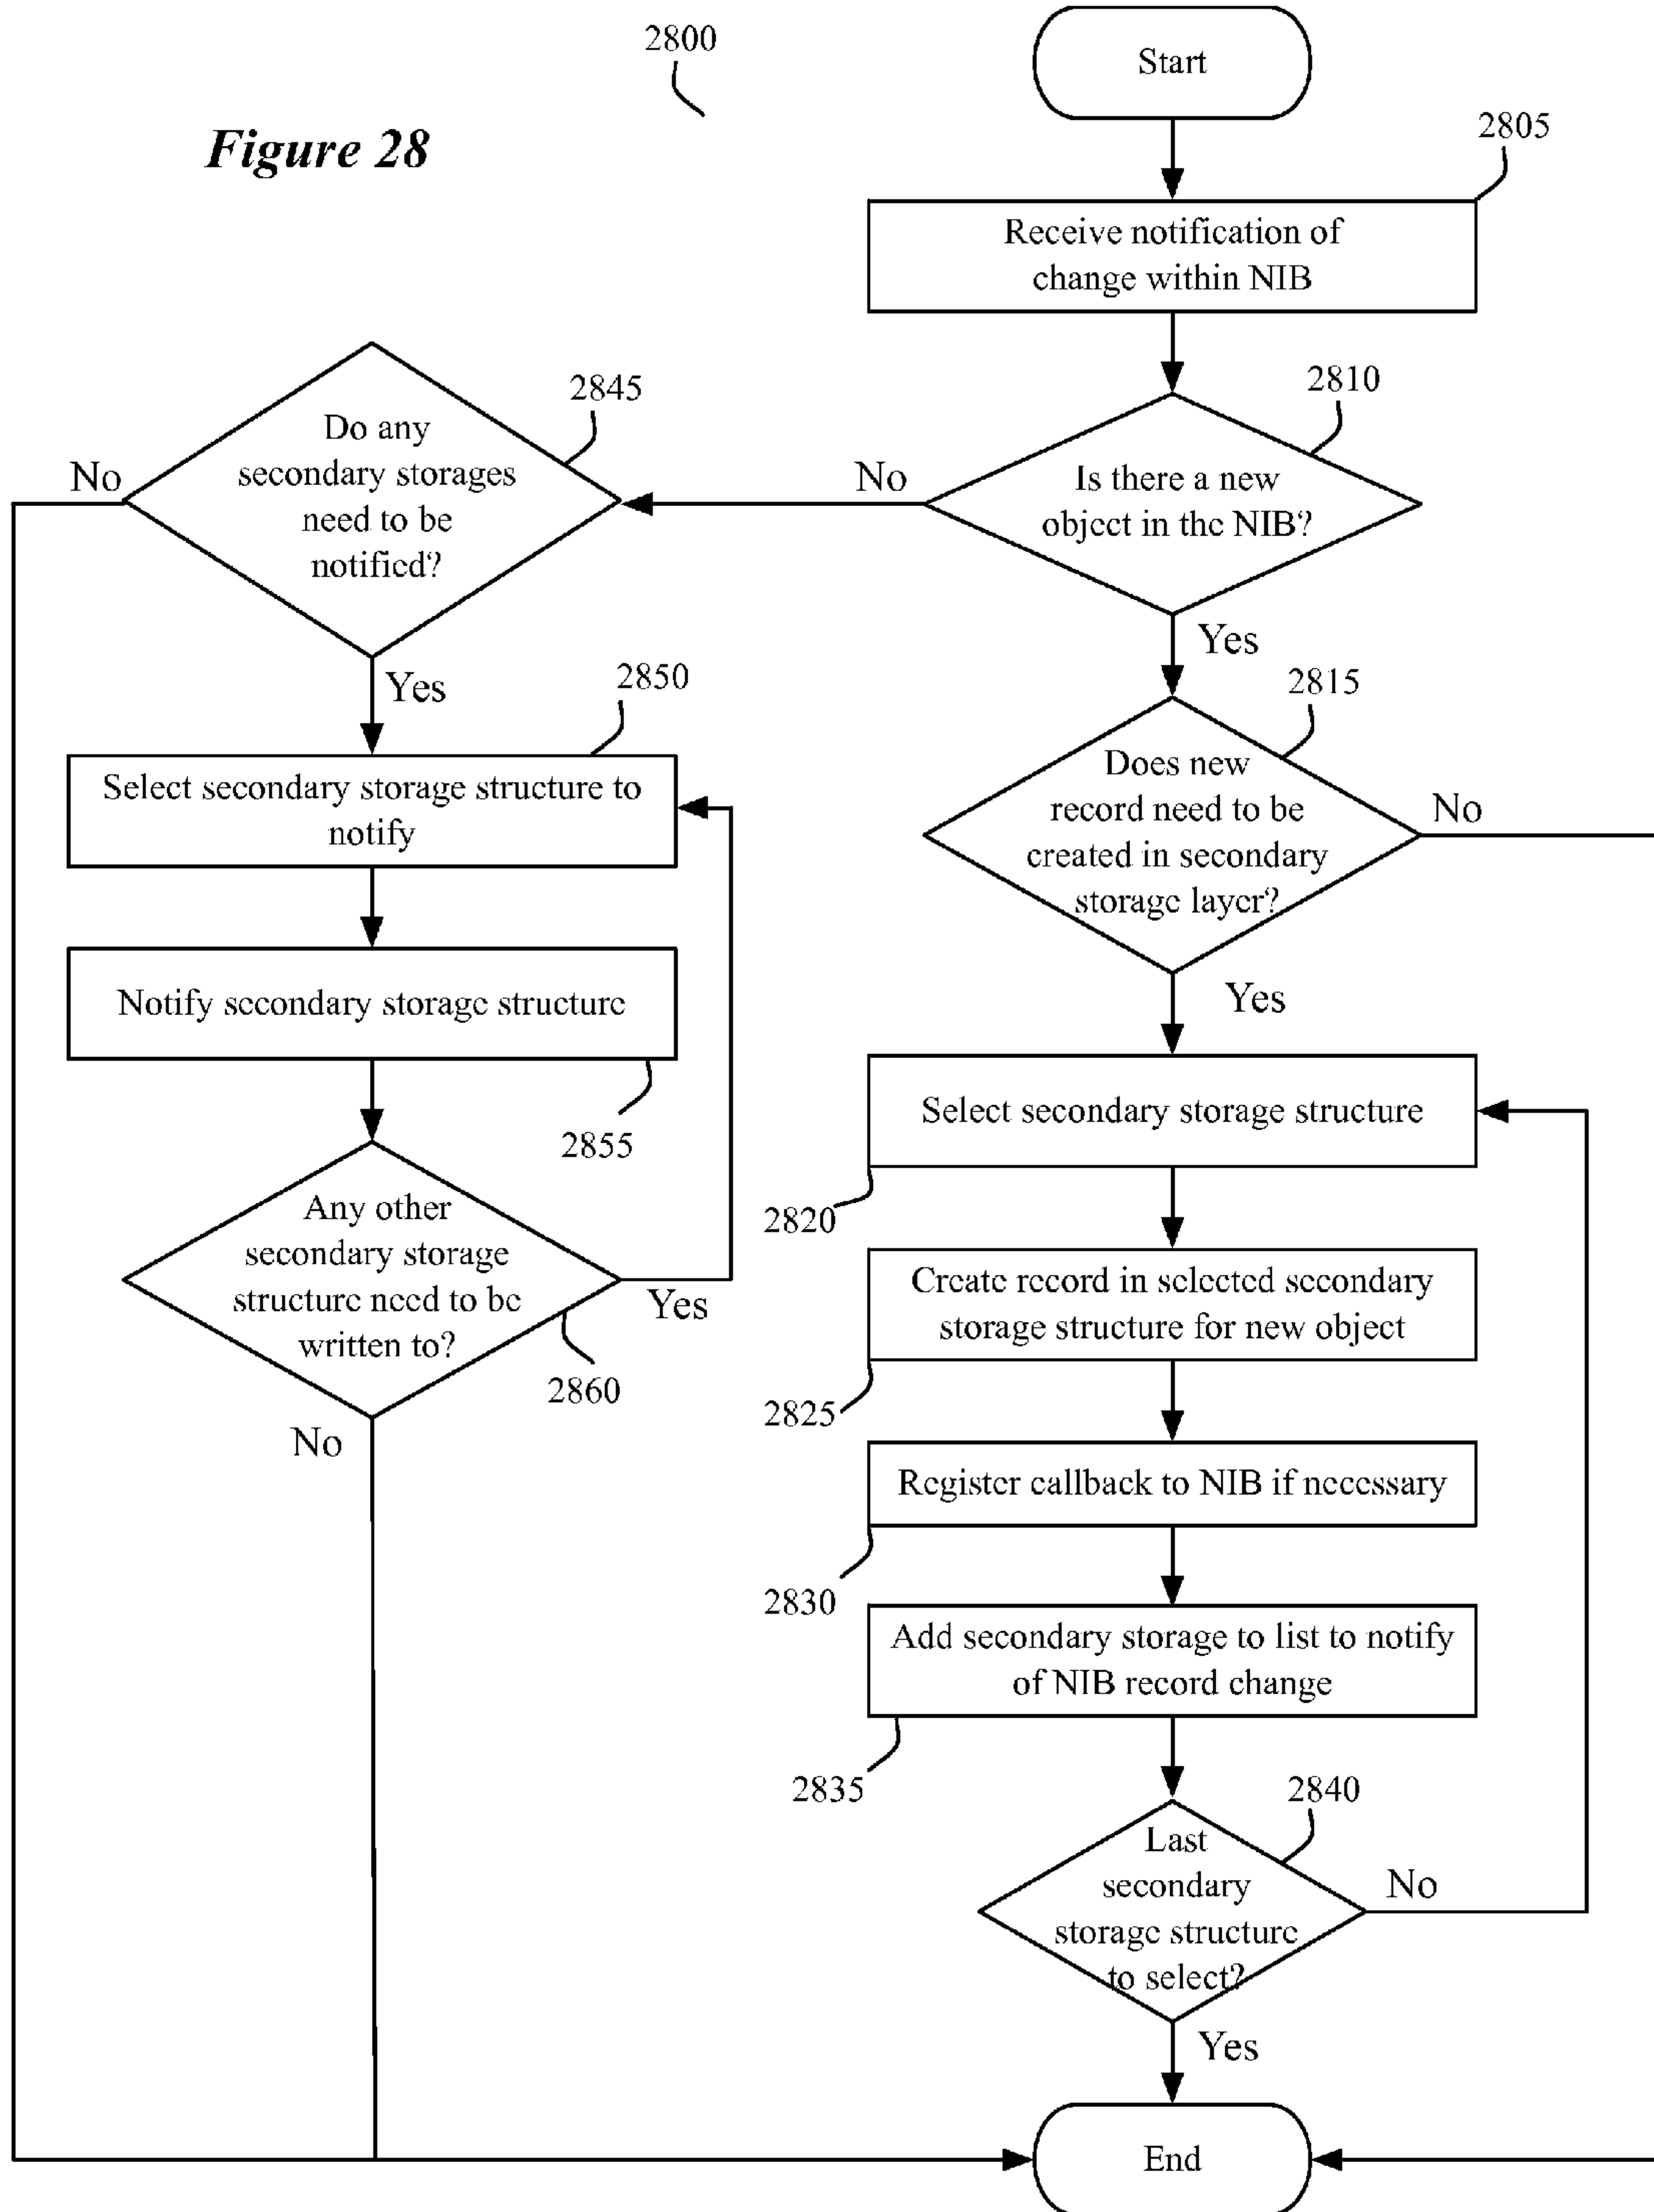 2800
Figure 28
Start
2805
Receive notification of
change within NIB
2810
Is there a new
object in the NIB?
No
Yes
2845
Do any
secondary storages
need to be
notified?
No
Yes
2850
Select secondary storage structure to
notify
Notify secondary storage structure
2855
Any other
secondary storage
structure need to be
written to?
Yes
2860
No
2815
Does new
record need to be
created in secondary
storage layer?
No
Yes
Select secondary storage structure
2820
Create record in selected secondary
storage structure for new object
2825
Register callback to NIB if necessary
2830
Add secondary storage to list to notify
of NIB record change
2835
2840
Last
secondary
storage structure
to select?
No
Yes
End